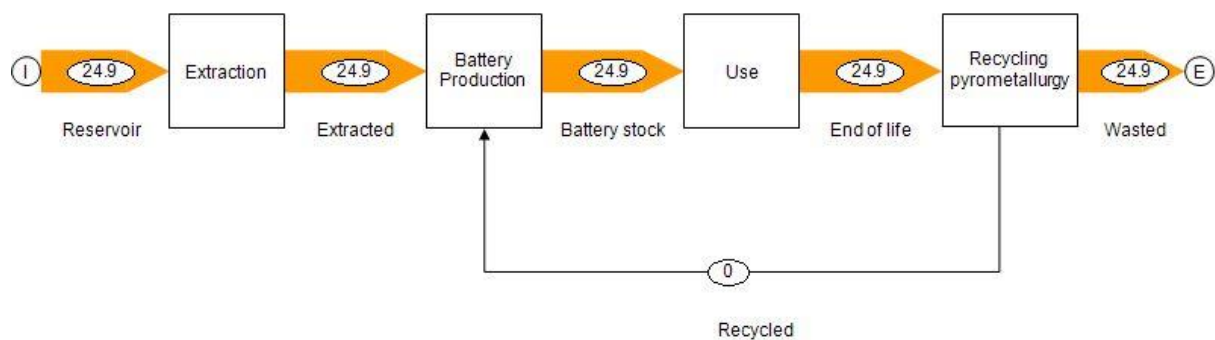 I
24.9
Reservoir
Extraction
24.9
Extracted
Battery
Production
24.9
Battery stock
Use
24.9
End of life
Recycling
pyrometallurgy
24.9
Wasted
E
0
Recycled